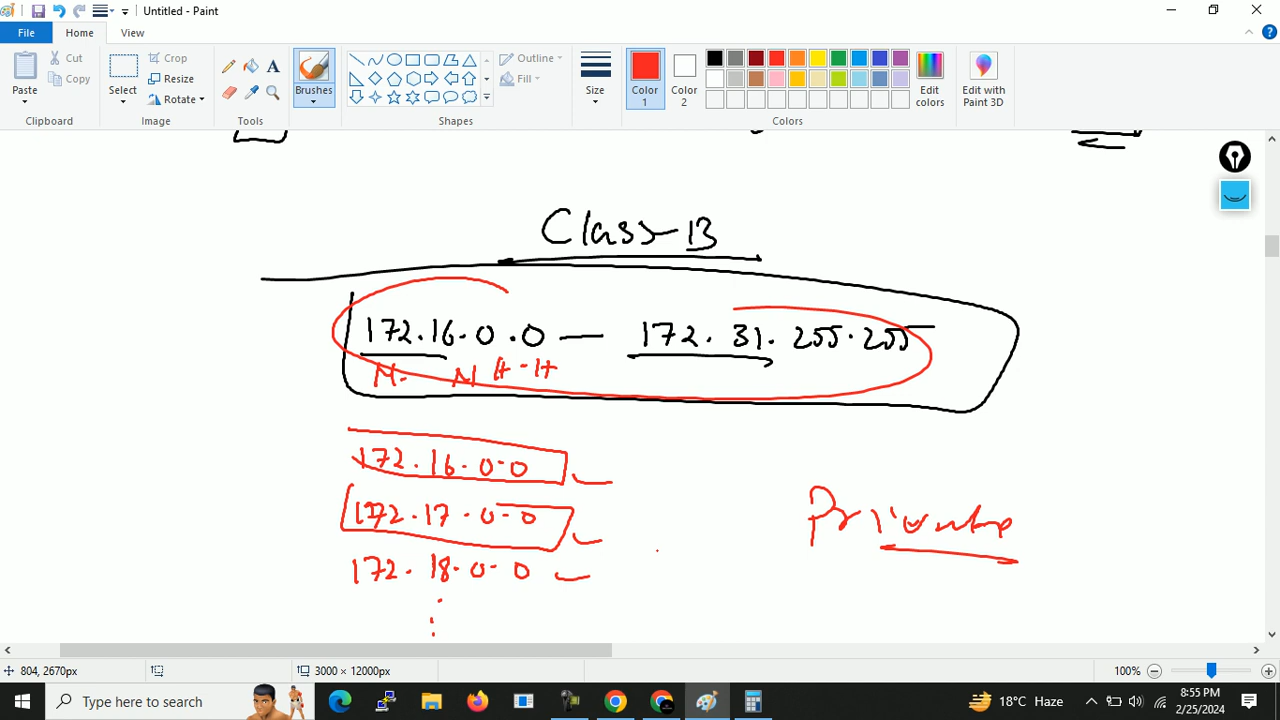 Untitled - Paint
File Home View
Paste Cut Copy Clipboard
Select Crop Resize Rotate Image
Tools
Brushes
Shapes Outline Fill
Size
Color 1 Color 2 Edit colors Edit with Paint 3D Colors
Class-B
172.16.0.0 — 172.31.255.255
N. N H.H
172.16.0.0
172.17.0.0
172.18.0.0
Private
804, 2670px 3000 × 12000px 100%
Type here to search 18°C Haze 8:55 PM
2/25/2024